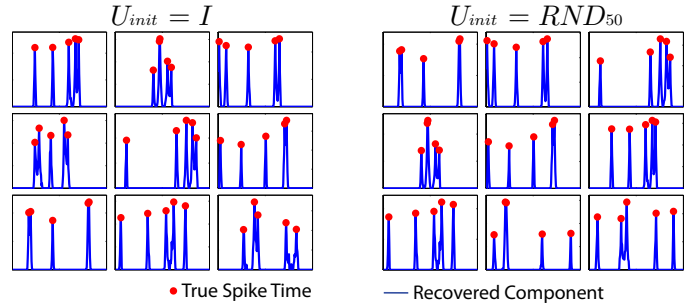 U_init = I
U_init = RND_50
True Spike Time
Recovered Component